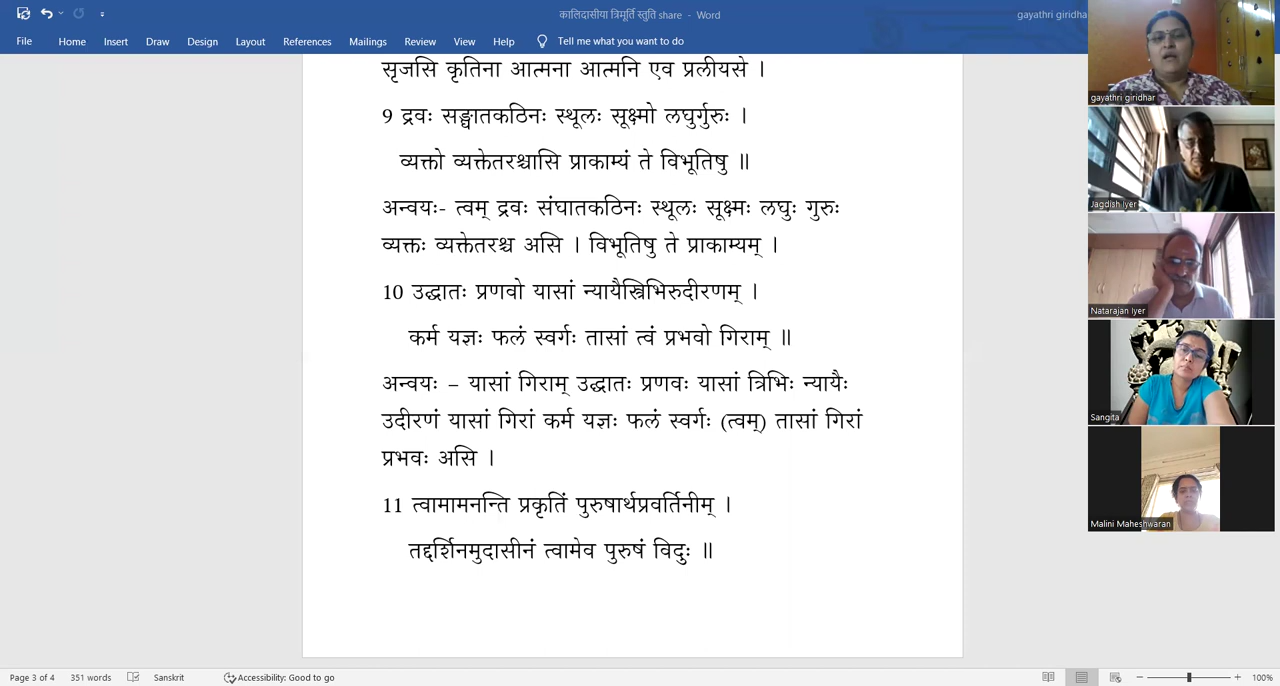 कालिदासीया त्रिमूर्ति स्तुति share - Word
gayathri giridha
File Home Insert Draw Design Layout References Mailings Review View Help Tell me what you want to do
सृजसि कृतिना आत्मना आत्मनि एव प्रलीयसे ।
9 द्रवः सङ्घातकठिनः स्थूलः सूक्ष्मो लघुर्गुरुः ।
व्यक्तो व्यक्तेतरश्चासि प्राकाम्यं ते विभूतिषु ॥
अन्वयः- त्वम् द्रवः संघातकठिनः स्थूलः सूक्ष्मः लघुः गुरुः
व्यक्तः व्यक्तेतरश्च असि । विभूतिषु ते प्राकाम्यम् ।
10 उद्घातः प्रणवो यासां न्यायैस्त्रिभिरुदीरणम् ।
कर्म यज्ञः फलं स्वर्गः तासां त्वं प्रभवो गिराम् ॥
अन्वयः – यासां गिराम् उद्घातः प्रणवः यासां त्रिभिः न्यायैः
उदीरणं यासां गिरां कर्म यज्ञः फलं स्वर्गः (त्वम्) तासां गिरां
प्रभवः असि ।
11 त्वामामनन्ति प्रकृतिं पुरुषार्थप्रवर्तिनीम् ।
तद्दर्शिनमुदासीनं त्वामेव पुरुषं विदुः ॥
gayathri giridhar
Jagdish Iyer
Natarajan Iyer
Sangita
Malini Maheshwaran
Page 3 of 4 351 words Sanskrit Accessibility: Good to go 100%